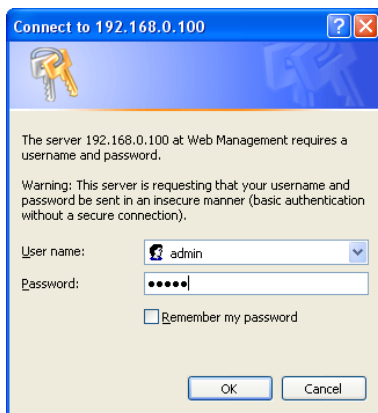 Connect to 192.168.0.100
The server 192.168.0.100 at Web Management requires a
username and password.
Warning: This server is requesting that your username and
password be sent in an insecure manner (basic authentication
without a secure connection).
User name:
admin
Password:
•••••
Remember my password
OK
Cancel